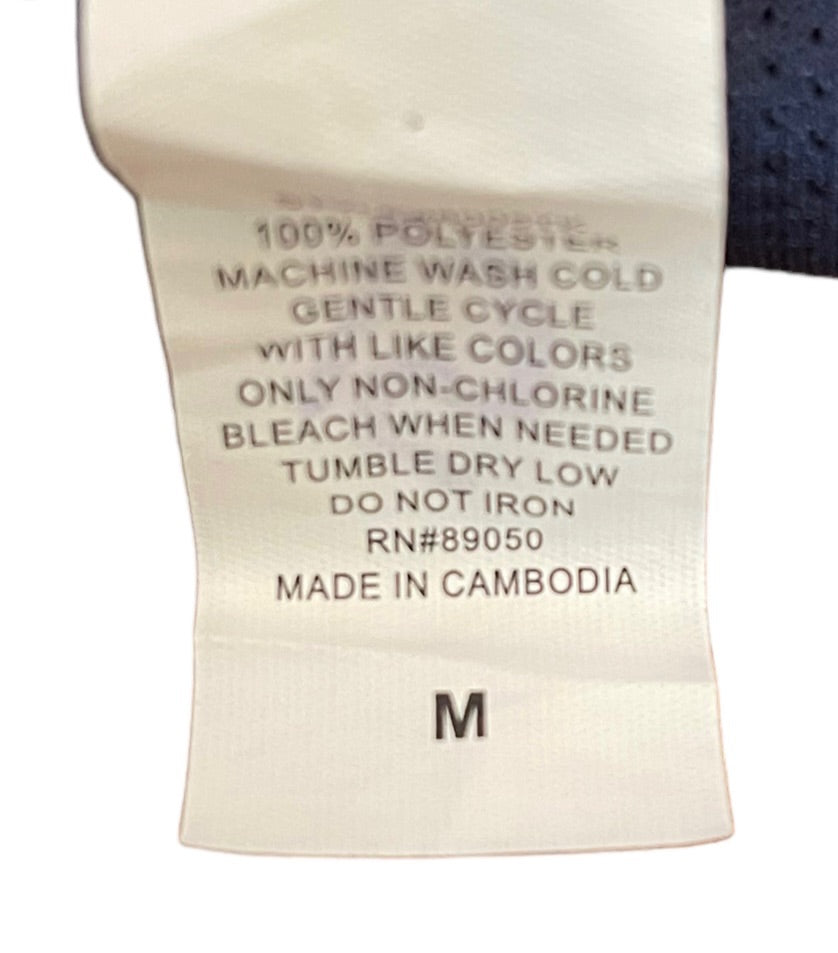 100% POLYESTER
MACHINE WASH COLD
GENTLE CYCLE
WITH LIKE COLORS
ONLY NON-CHLORINE
BLEACH WHEN NEEDED
TUMBLE DRY LOW
DO NOT IRON
RN#89050
MADE IN CAMBODIA
M